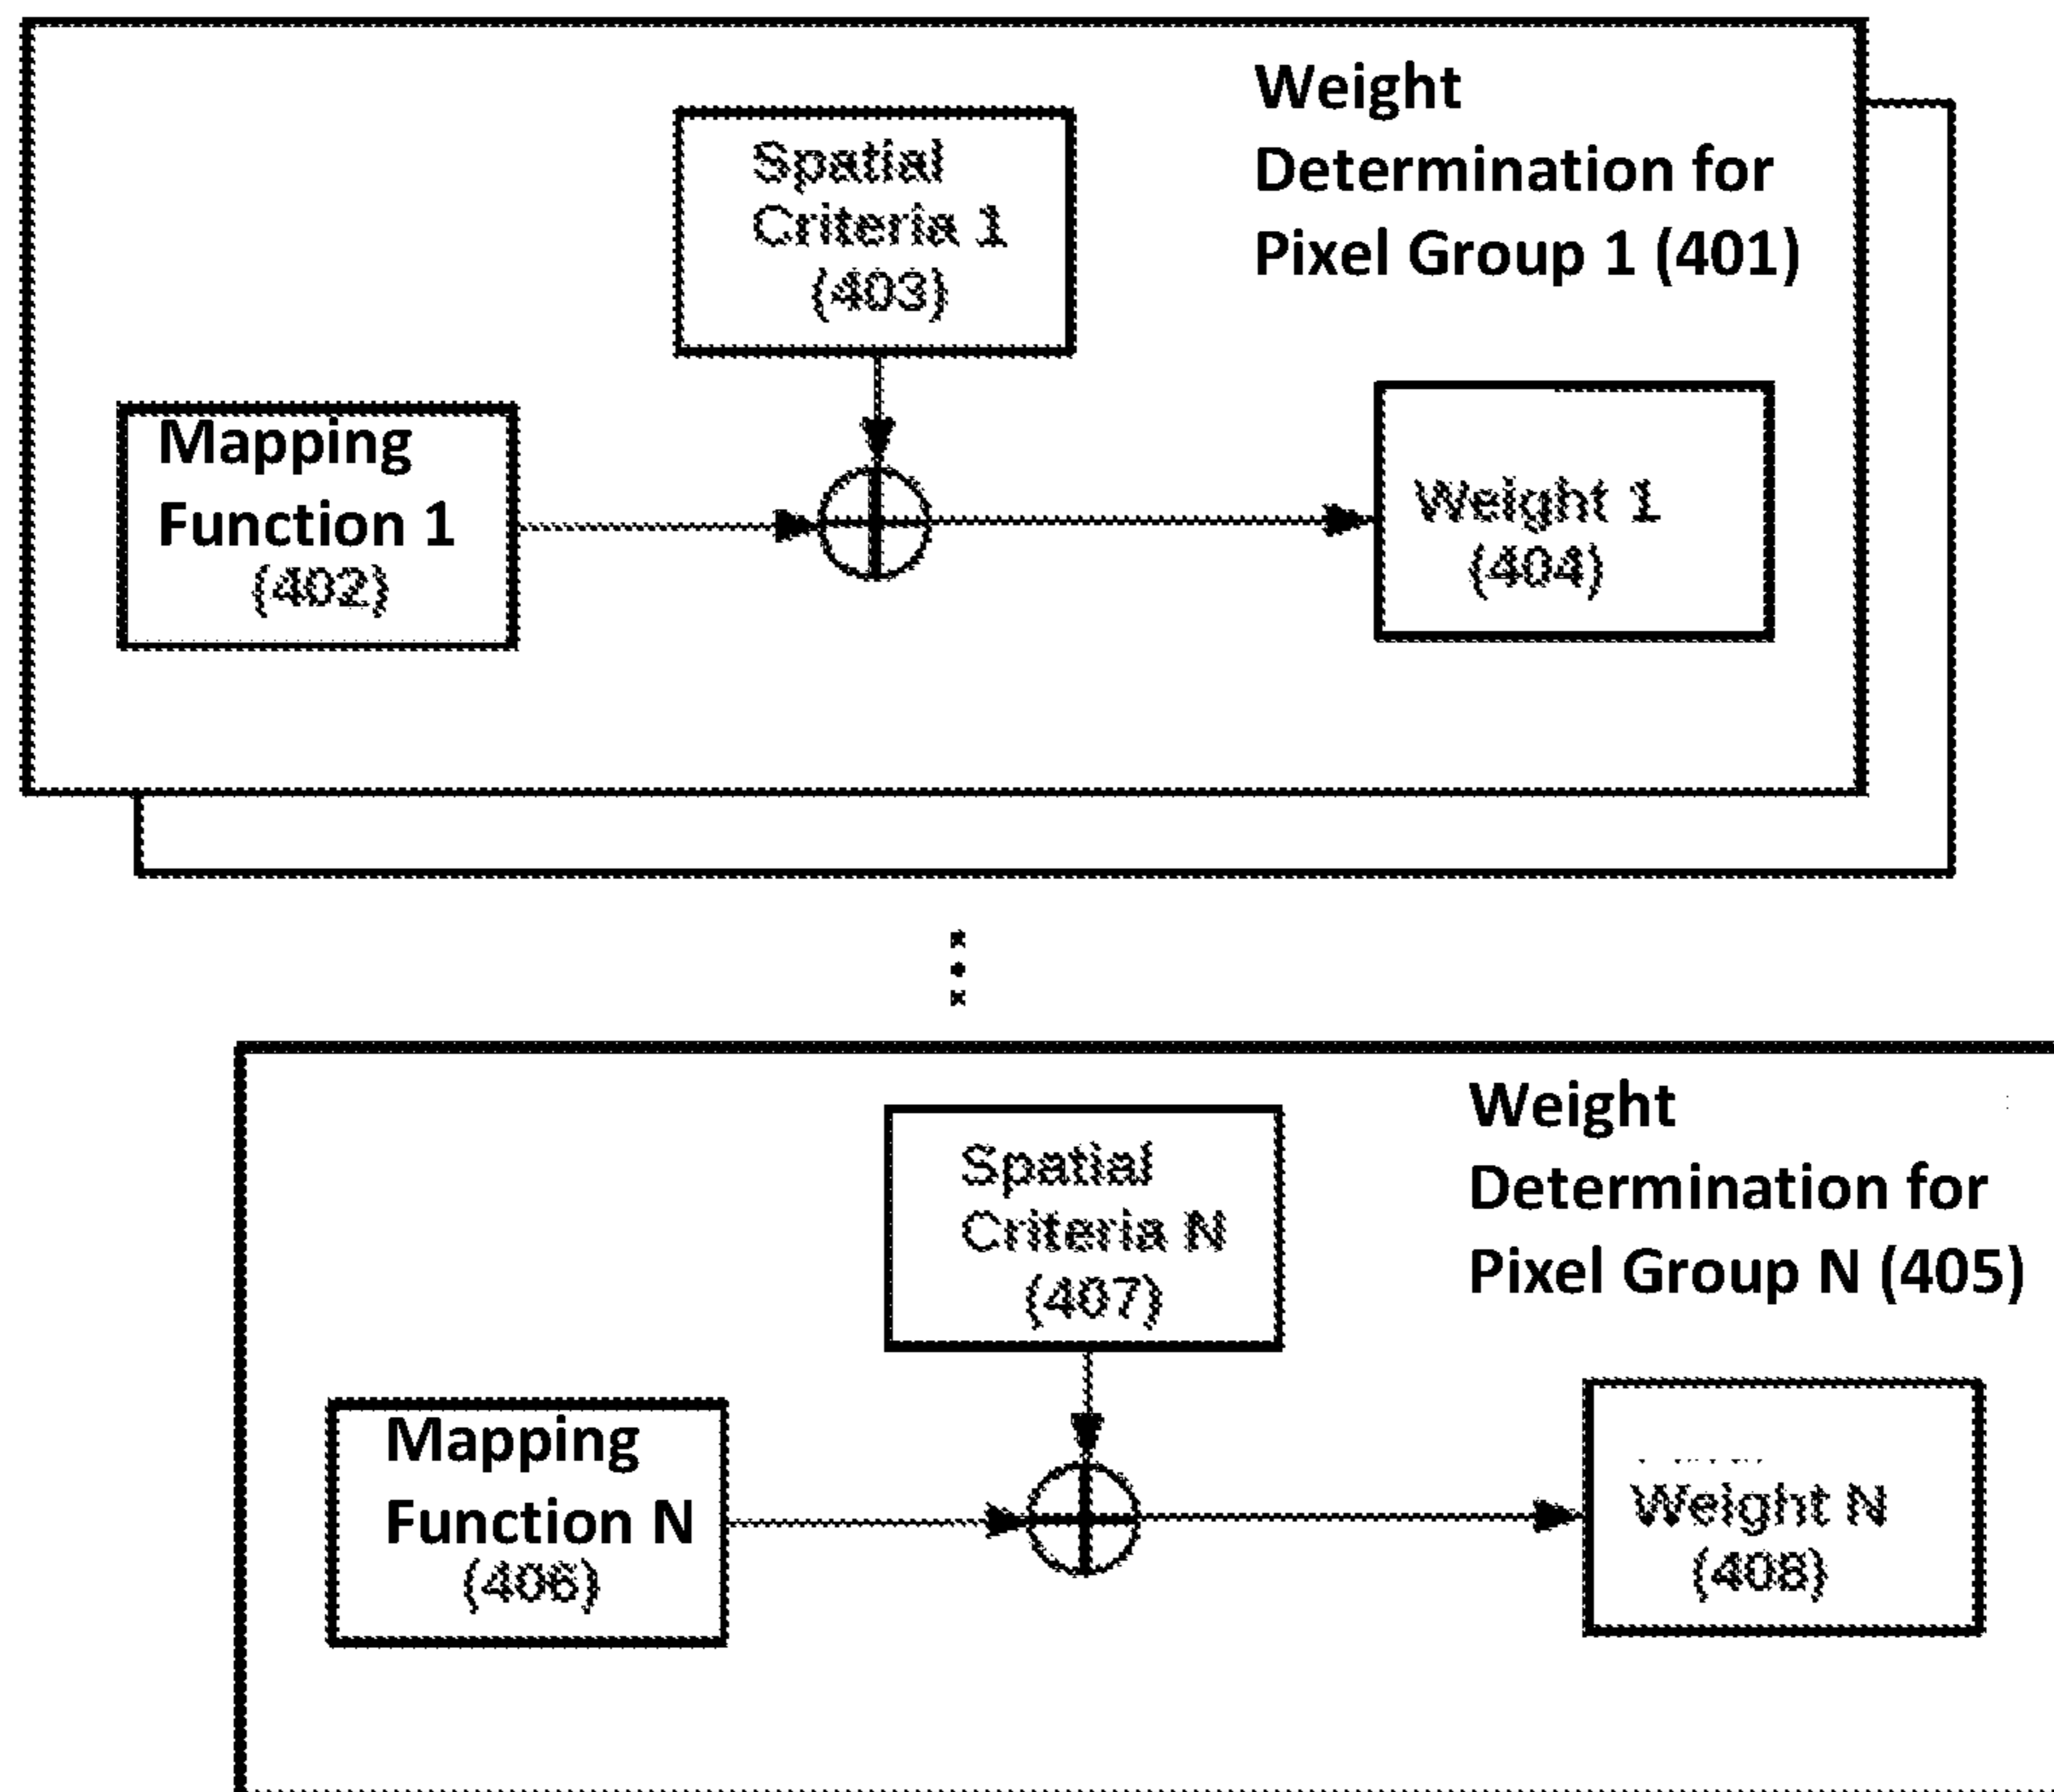 Weight
Determination for
Pixel Group 1 (401)
Spatial
Criteria 1
(403)
Mapping
Function 1
(402)
Weight 1
(404)
Weight
Determination for
Pixel Group N (405)
Spatial
Criteria N
(407)
Mapping
Function N
(406)
Weight N
(408)